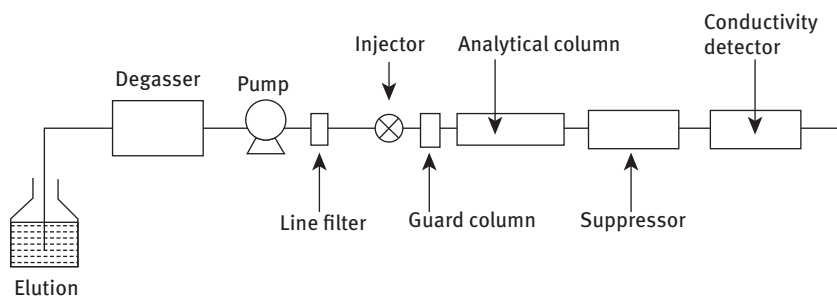 Conductivity
detector
Injector
Analytical column
Degasser
Pump
Line filter
Guard column
Suppressor
Elution